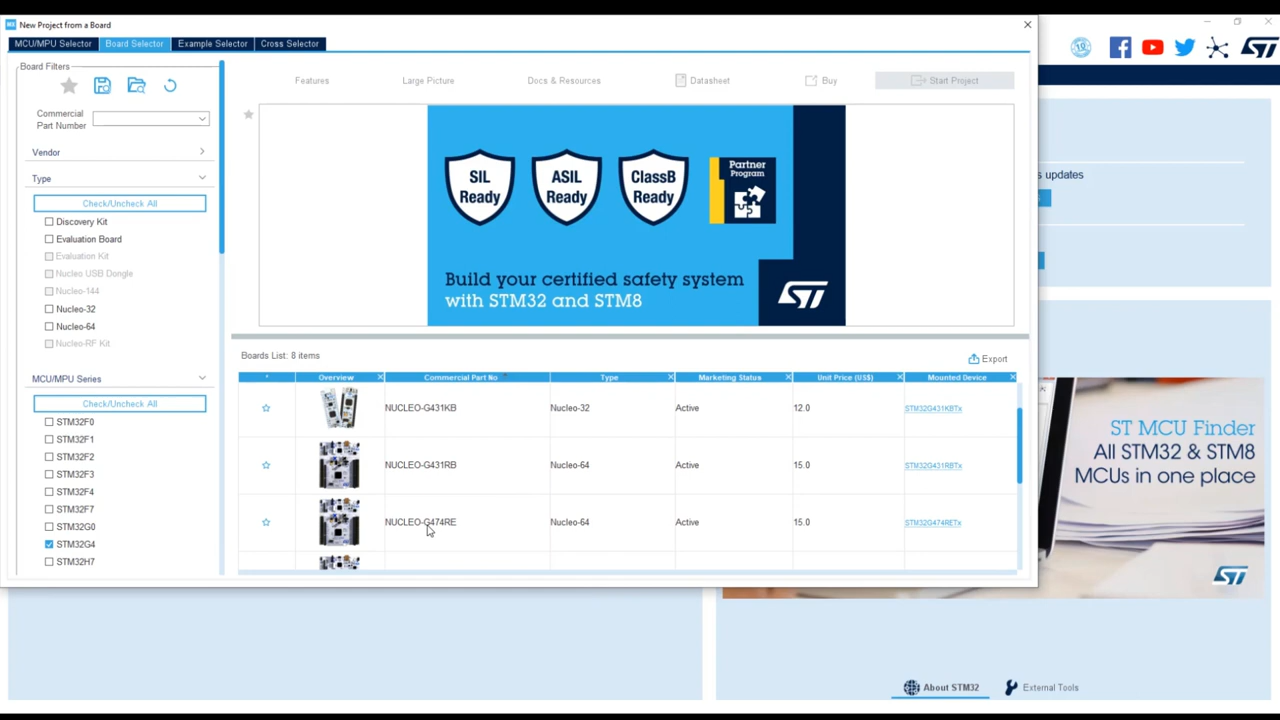 MX New Project from a Board
MCU/MPU Selector Board Selector Example Selector Cross Selector
Board Filters
Commercial
Part Number
Vendor
Type
Check/Uncheck All
Discovery Kit
Evaluation Board
Evaluation Kit
Nucleo USB Dongle
Nucleo-144
Nucleo-32
Nucleo-64
Nucleo-RF Kit
MCU/MPU Series
Check/Uncheck All
STM32F0
STM32F1
STM32F2
STM32F3
STM32F4
STM32F7
STM32G0
STM32G4
STM32H7
Features Large Picture Docs & Resources Datasheet Buy Start Project
SIL
Ready
ASIL
Ready
ClassB
Ready
Partner
Program
Build your certified safety system
with STM32 and STM8
ST
Boards List: 8 items
Export
* Overview Commercial Part No Type Marketing Status Unit Price (US$) Mounted Device
NUCLEO-G431KB Nucleo-32 Active 12.0 STM32G431KBTx
NUCLEO-G431RB Nucleo-64 Active 15.0 STM32G431RBTx
NUCLEO-G474RE Nucleo-64 Active 15.0 STM32G474RETx
ST
s updates
ST MCU Finder
All STM32 & STM8
MCUs in one place
ST
About STM32 External Tools